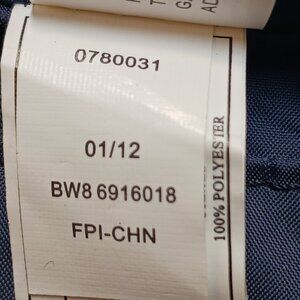 0780031
01/12
BW8 6916018
FPI-CHN
100% POLYESTER